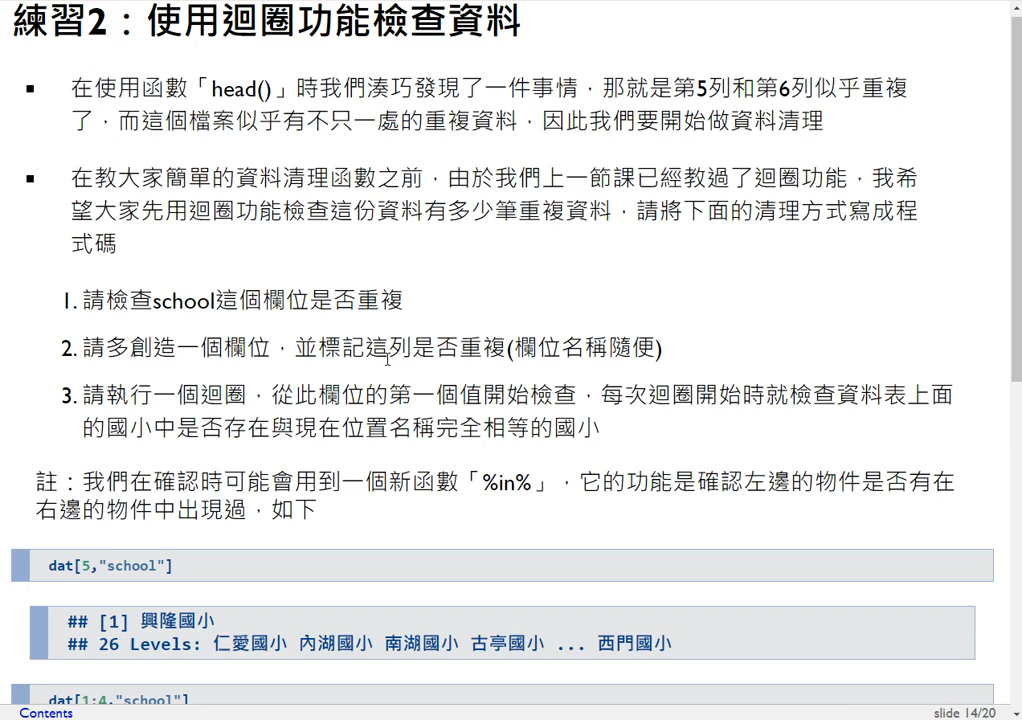 練習2：使用迴圈功能檢查資料
▪ 在使用函數「head()」時我們湊巧發現了一件事情，那就是第5列和第6列似乎重複
了，而這個檔案似乎有不只一處的重複資料，因此我們要開始做資料清理
▪ 在教大家簡單的資料清理函數之前，由於我們上一節課已經教過了迴圈功能，我希
望大家先用迴圈功能檢查這份資料有多少筆重複資料，請將下面的清理方式寫成程
式碼
1. 請檢查school這個欄位是否重複
2. 請多創造一個欄位，並標記這列是否重複(欄位名稱隨便)
3. 請執行一個迴圈，從此欄位的第一個值開始檢查，每次迴圈開始時就檢查資料表上面
的國小中是否存在與現在位置名稱完全相等的國小
註：我們在確認時可能會用到一個新函數「%in%」，它的功能是確認左邊的物件是否有在
右邊的物件中出現過，如下
dat[5,"school"]
## [1] 興隆國小
## 26 Levels: 仁愛國小 內湖國小 南湖國小 古亭國小 ... 西門國小
dat[1:4,"school"]
Contents
slide 14/20